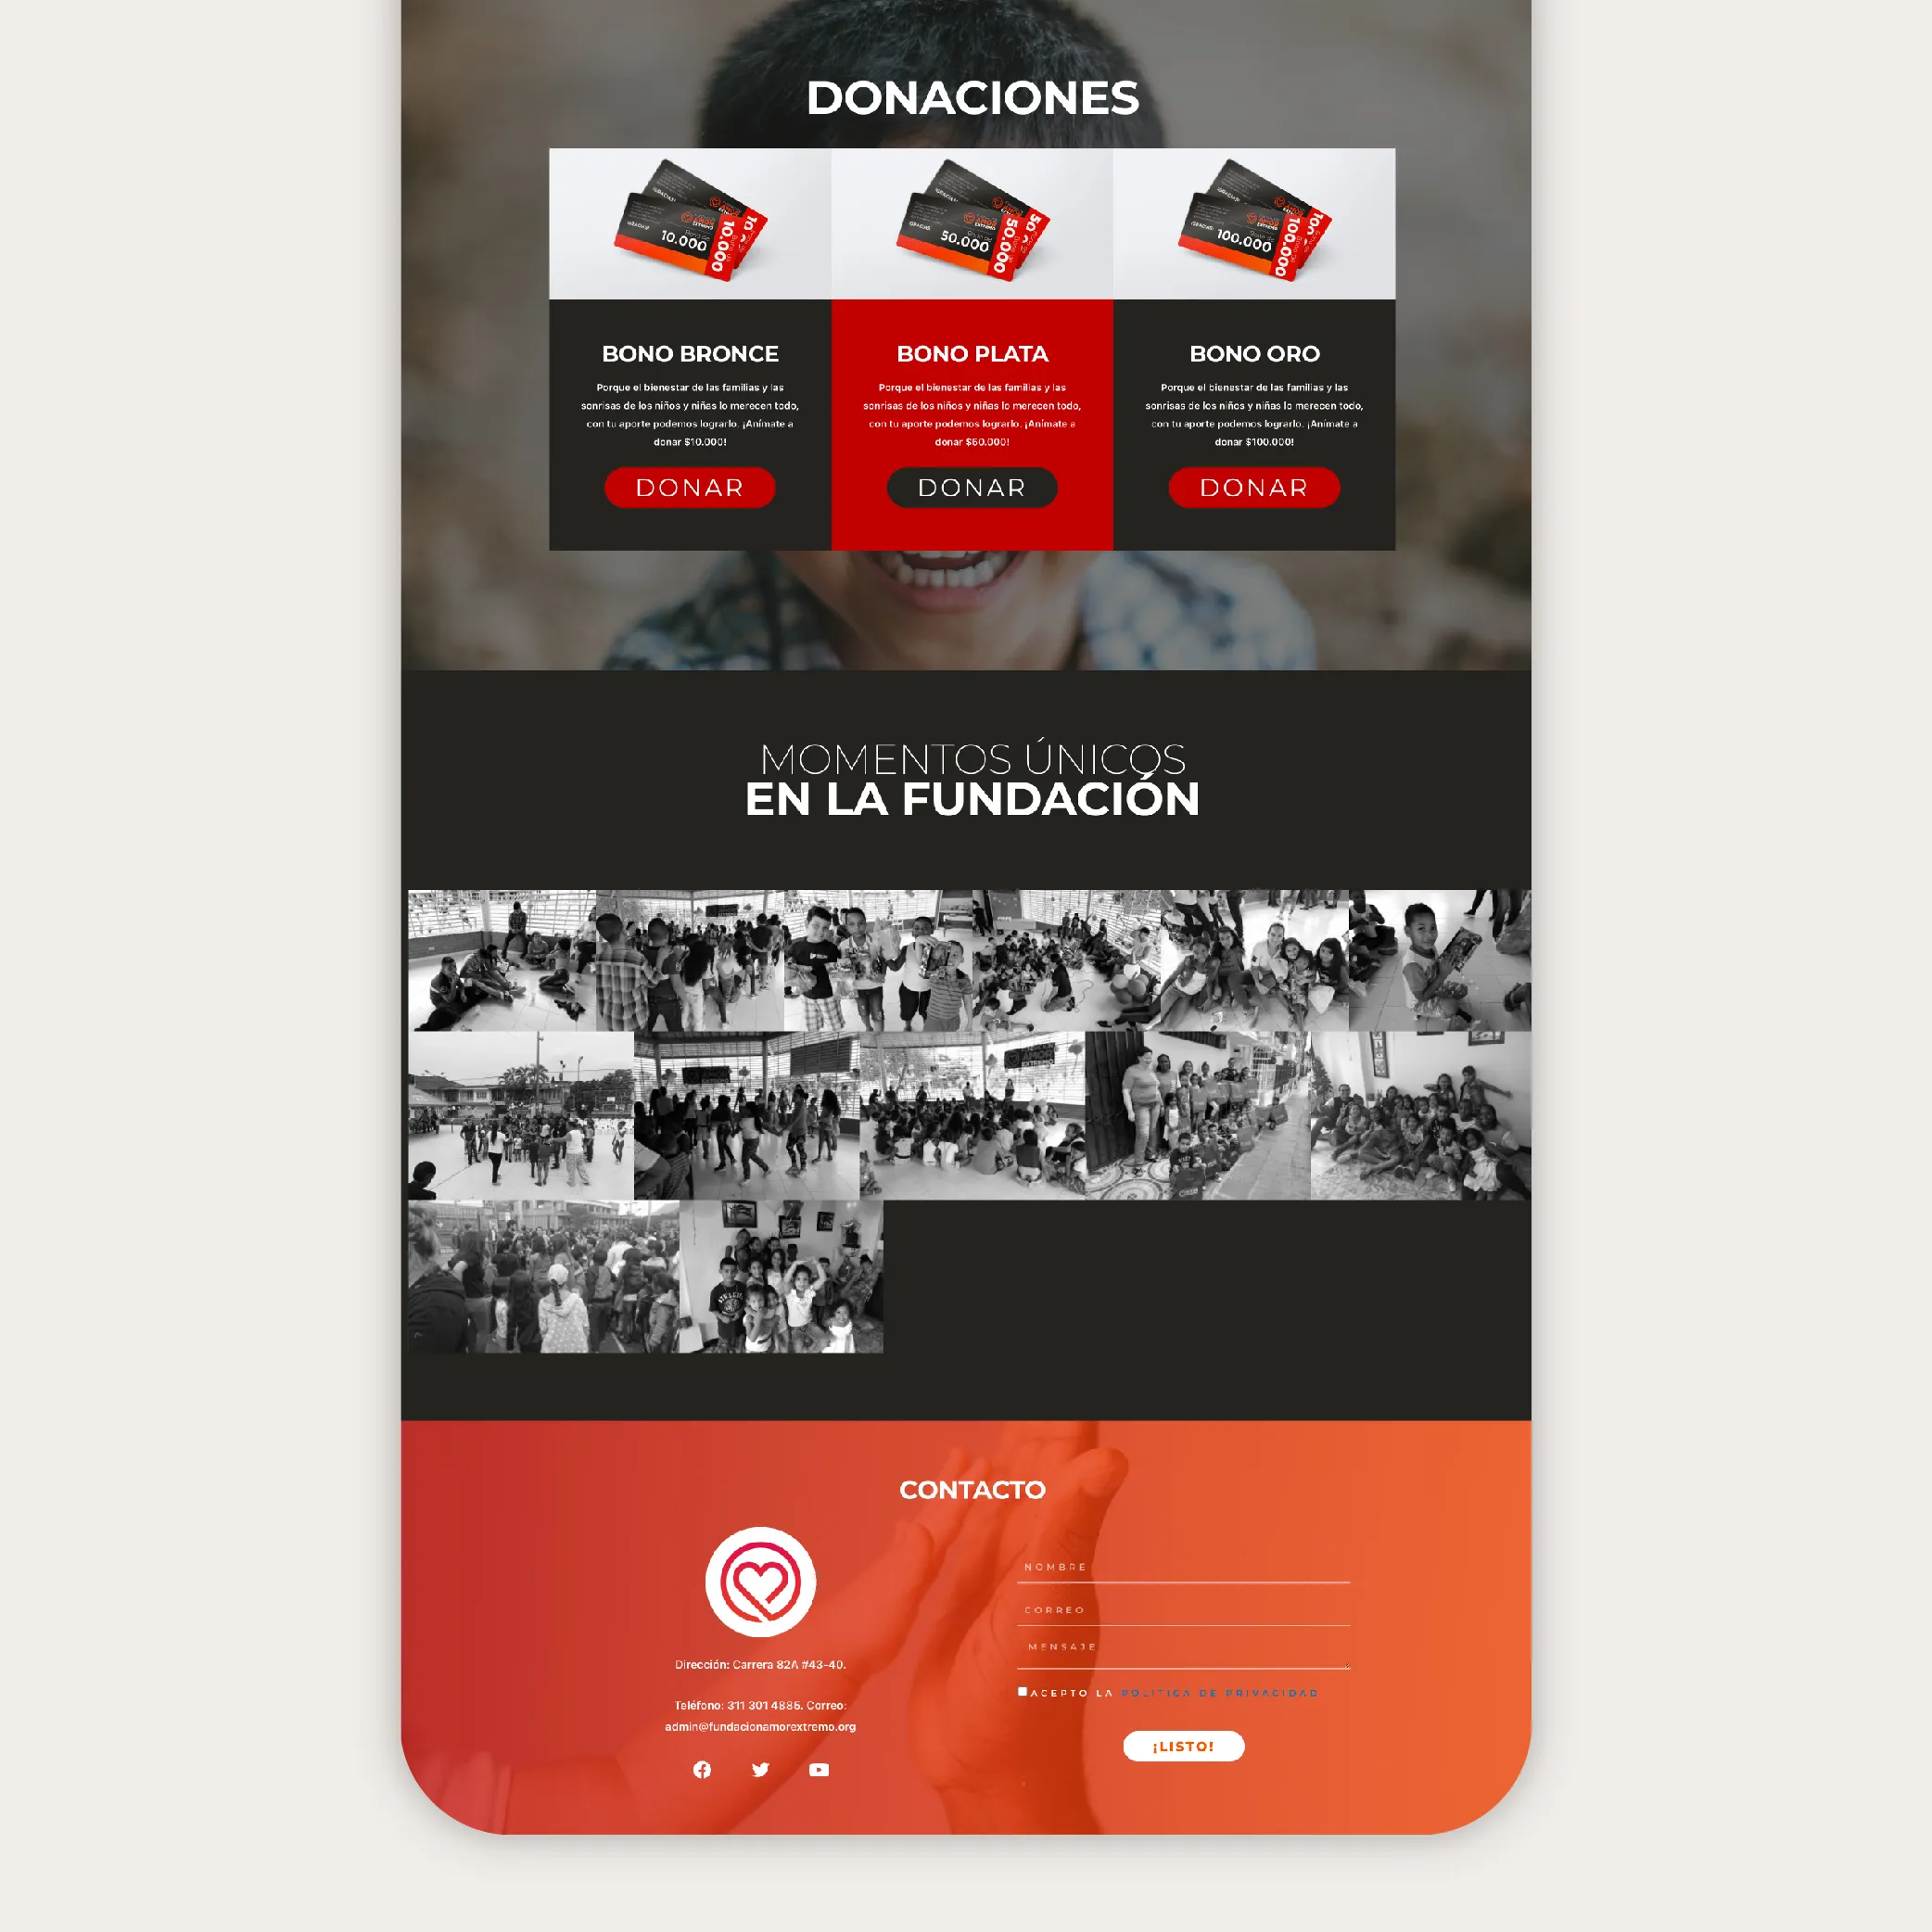 DONACIONES
¡GRACIAS!
10.000
10.000
¡GRACIAS!
50.000
50.000
¡GRACIAS!
100.000
100.000
BONO BRONCE
Porque el bienestar de las familias y las
sonrisas de los niños y niñas lo merecen todo,
con tu aporte podemos lograrlo. ¡Anímate a
donar $10.000!
DONAR
BONO PLATA
Porque el bienestar de las familias y las
sonrisas de los niños y niñas lo merecen todo,
con tu aporte podemos lograrlo. ¡Anímate a
donar $50.000!
DONAR
BONO ORO
Porque el bienestar de las familias y las
sonrisas de los niños y niñas lo merecen todo,
con tu aporte podemos lograrlo. ¡Anímate a
donar $100.000!
DONAR
MOMENTOS ÚNICOS
EN LA FUNDACIÓN
CONTACTO
Dirección: Carrera 82A #43-40.
Teléfono: 311 301 4885. Correo:
admin@fundacionamorextremo.org
NOMBRE
CORREO
MENSAJE
ACEPTO LA POLITICA DE PRIVACIDAD
¡LISTO!